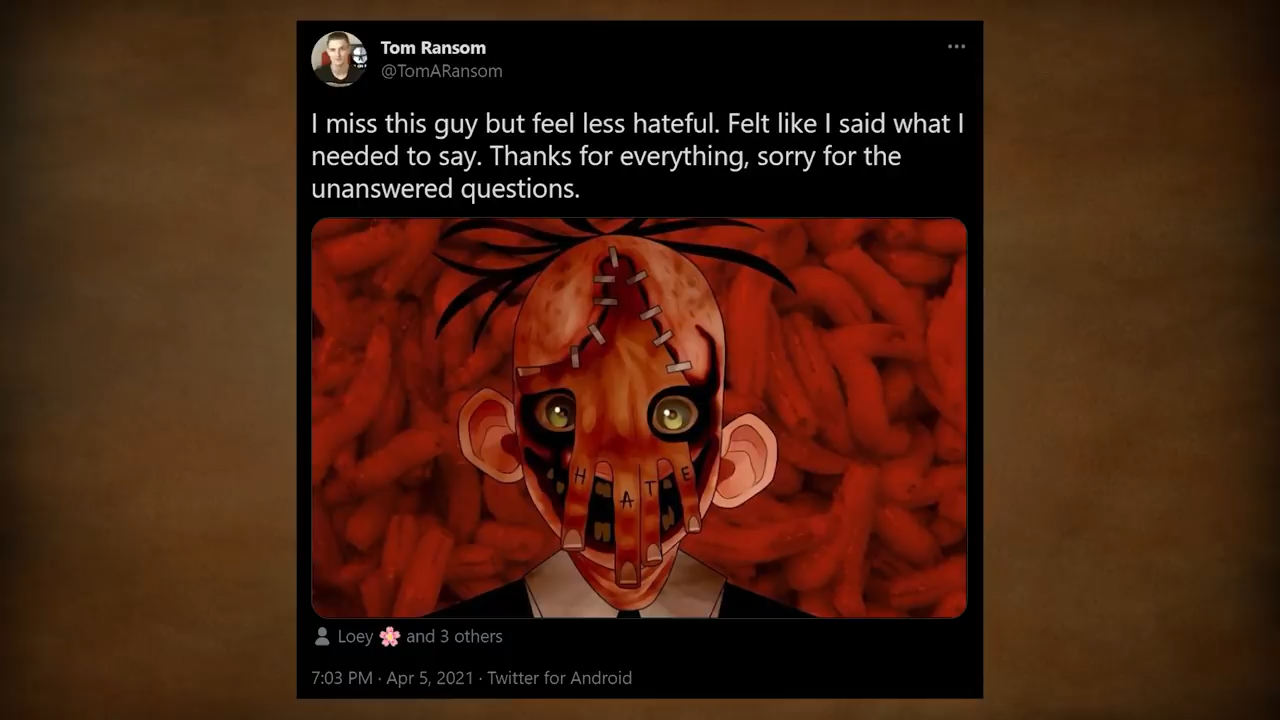 Tom Ransom
@TomARansom
I miss this guy but feel less hateful. Felt like I said what I
needed to say. Thanks for everything, sorry for the
unanswered questions.
H A T E
Loey 🌸 and 3 others
7:03 PM · Apr 5, 2021 · Twitter for Android